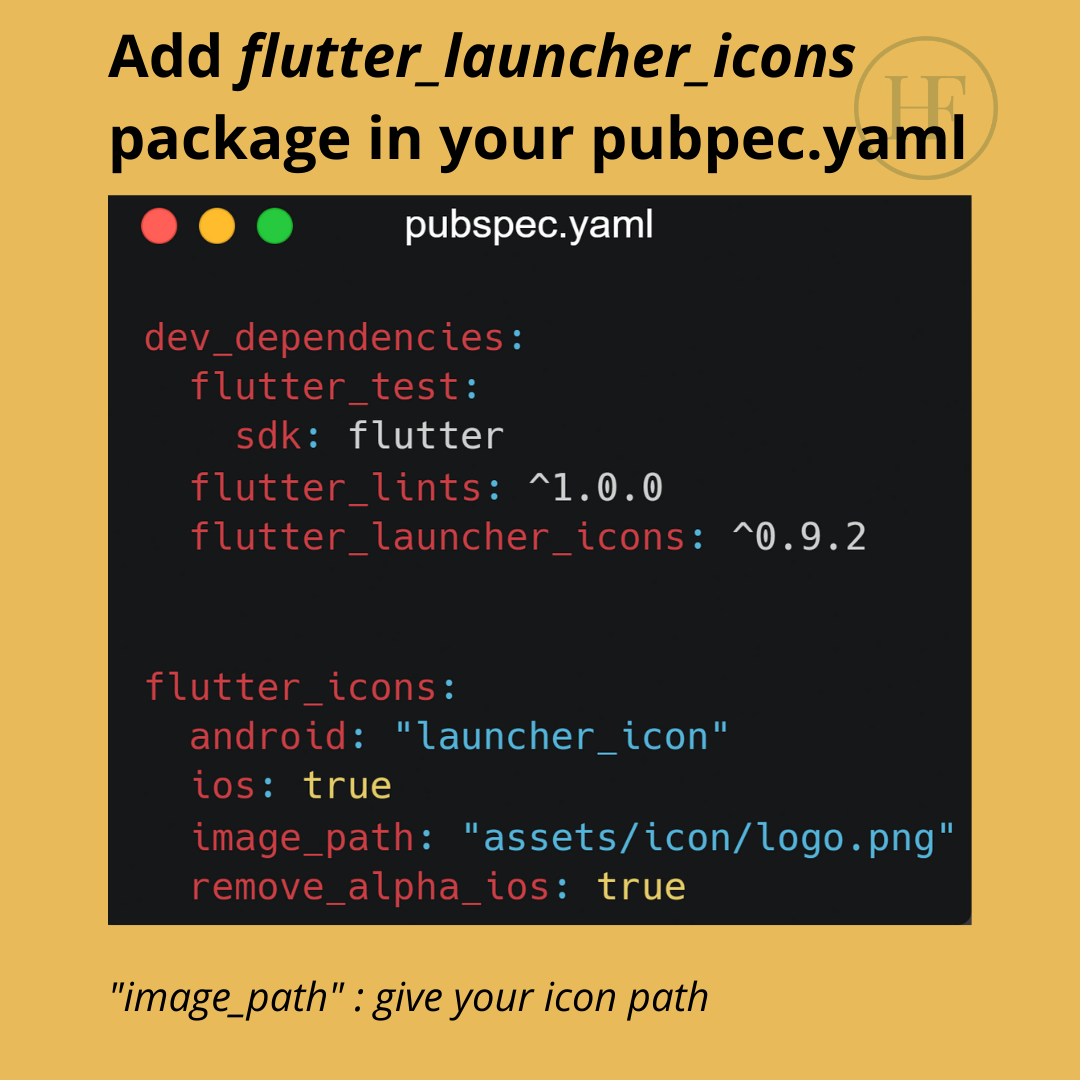 Add flutter_launcher_icons
HF
package in your pubpec.yaml
pubspec.yaml
dev_dependencies:
  flutter_test:
    sdk: flutter
  flutter_lints: ^1.0.0
  flutter_launcher_icons: ^0.9.2
flutter_icons:
  android: "launcher_icon"
  ios: true
  image_path: "assets/icon/logo.png"
  remove_alpha_ios: true
"image_path" : give your icon path